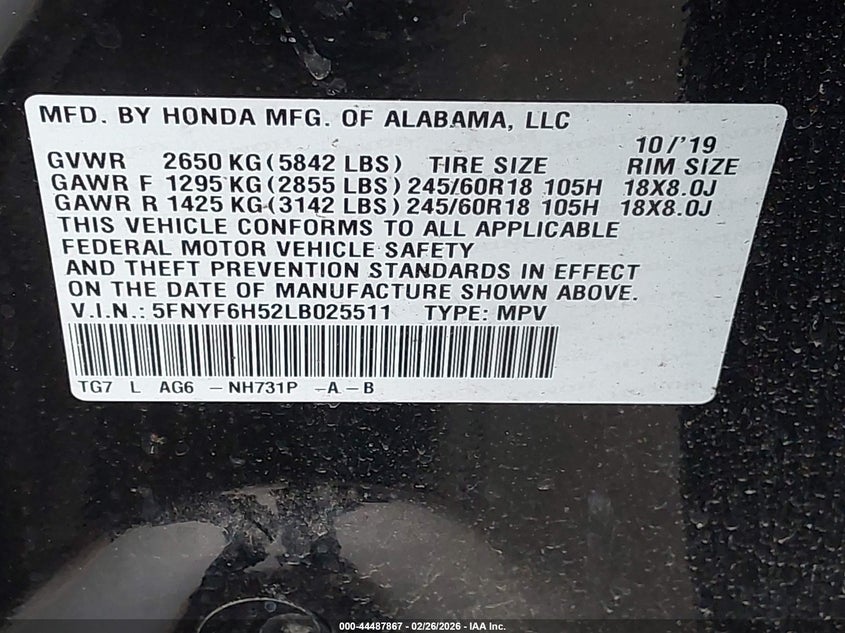 MFD. BY HONDA MFG. OF ALABAMA, LLC
10/'19
GVWR 2650 KG (5842 LBS) TIRE SIZE RIM SIZE
GAWR F 1295 KG (2855 LBS) 245/60R18 105H 18X8.0J
GAWR R 1425 KG (3142 LBS) 245/60R18 105H 18X8.0J
THIS VEHICLE CONFORMS TO ALL APPLICABLE
FEDERAL MOTOR VEHICLE SAFETY
AND THEFT PREVENTION STANDARDS IN EFFECT
ON THE DATE OF MANUFACTURE SHOWN ABOVE.
V.I.N.: 5FNYF6H52LB025511 TYPE: MPV
TG7 L AG6 -NH731P -A-B
000-44487867 - 02/26/2026 - IAA Inc.